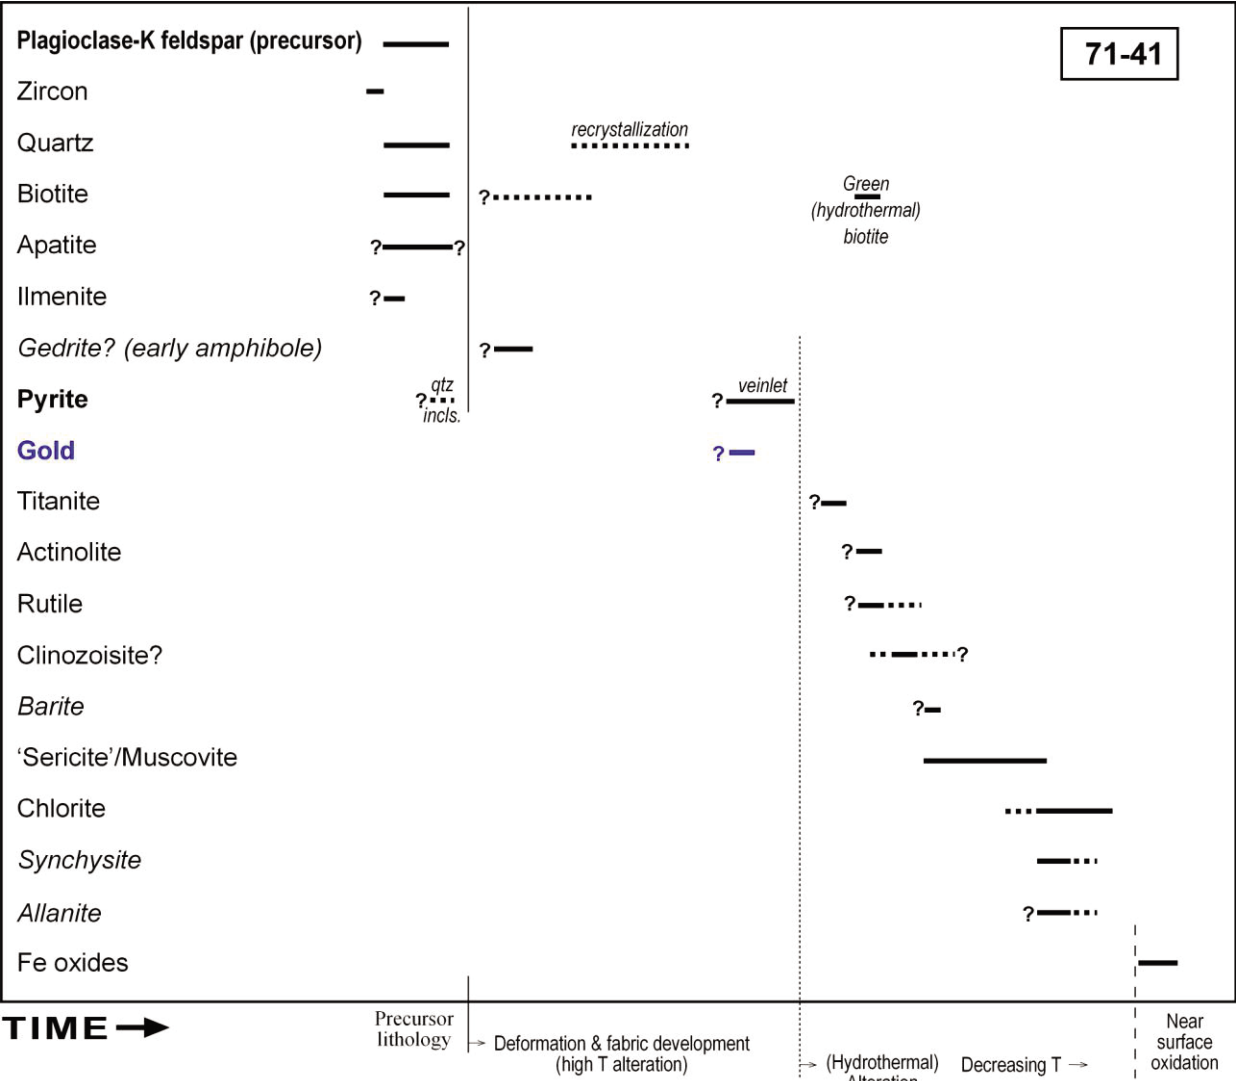 Plagioclase-K feldspar (precursor)
71-41
Zircon
Quartz
recrystallization
Biotite
?
Green
(hydrothermal)
biotite
Apatite
? ?
Ilmenite
?
Gedrite? (early amphibole)
?
Pyrite
? qtz
incls.
? veinlet
Gold
?
Titanite
?
Actinolite
?
Rutile
?
Clinozoisite?
?
Barite
?
‘Sericite’/Muscovite
Chlorite
Synchysite
Allanite
?
Fe oxides
TIME →
Precursor
lithology
→ Deformation & fabric development
(high T alteration)
→ (Hydrothermal)
Alteration
Decreasing T →
Near
surface
oxidation